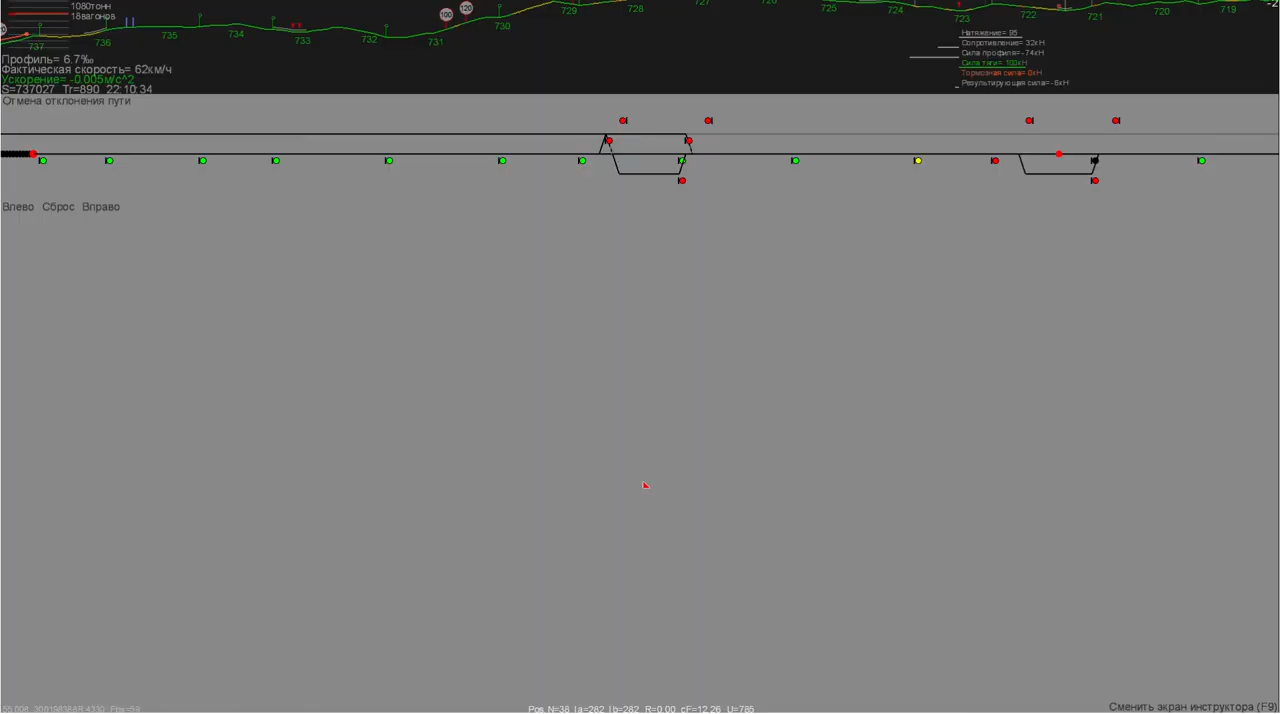 1080тонн
18вагонов
100 120
729 728 725 724 723 722 721 720 719 -2
737 736 735 734 733 732 731 730
Натяжение= 95
Сопротивление= 32кН
Сила профиля=-74кН
Сила тяги= 100кН
Тормозная сила= 0кН
Результирующая сила=-6кН
Профиль= 6.7‰
Фактическая скорость= 62км/ч
Ускорение= -0.005м/с^2
S=737027 Tr=890 22:10:34
Отмена отклонения пути
Влево Сброс Вправо
Pos N=38 Ia=282 Ib=282 R=0.00 cF=12.26 U=785
Сменить экран инструктора (F9)